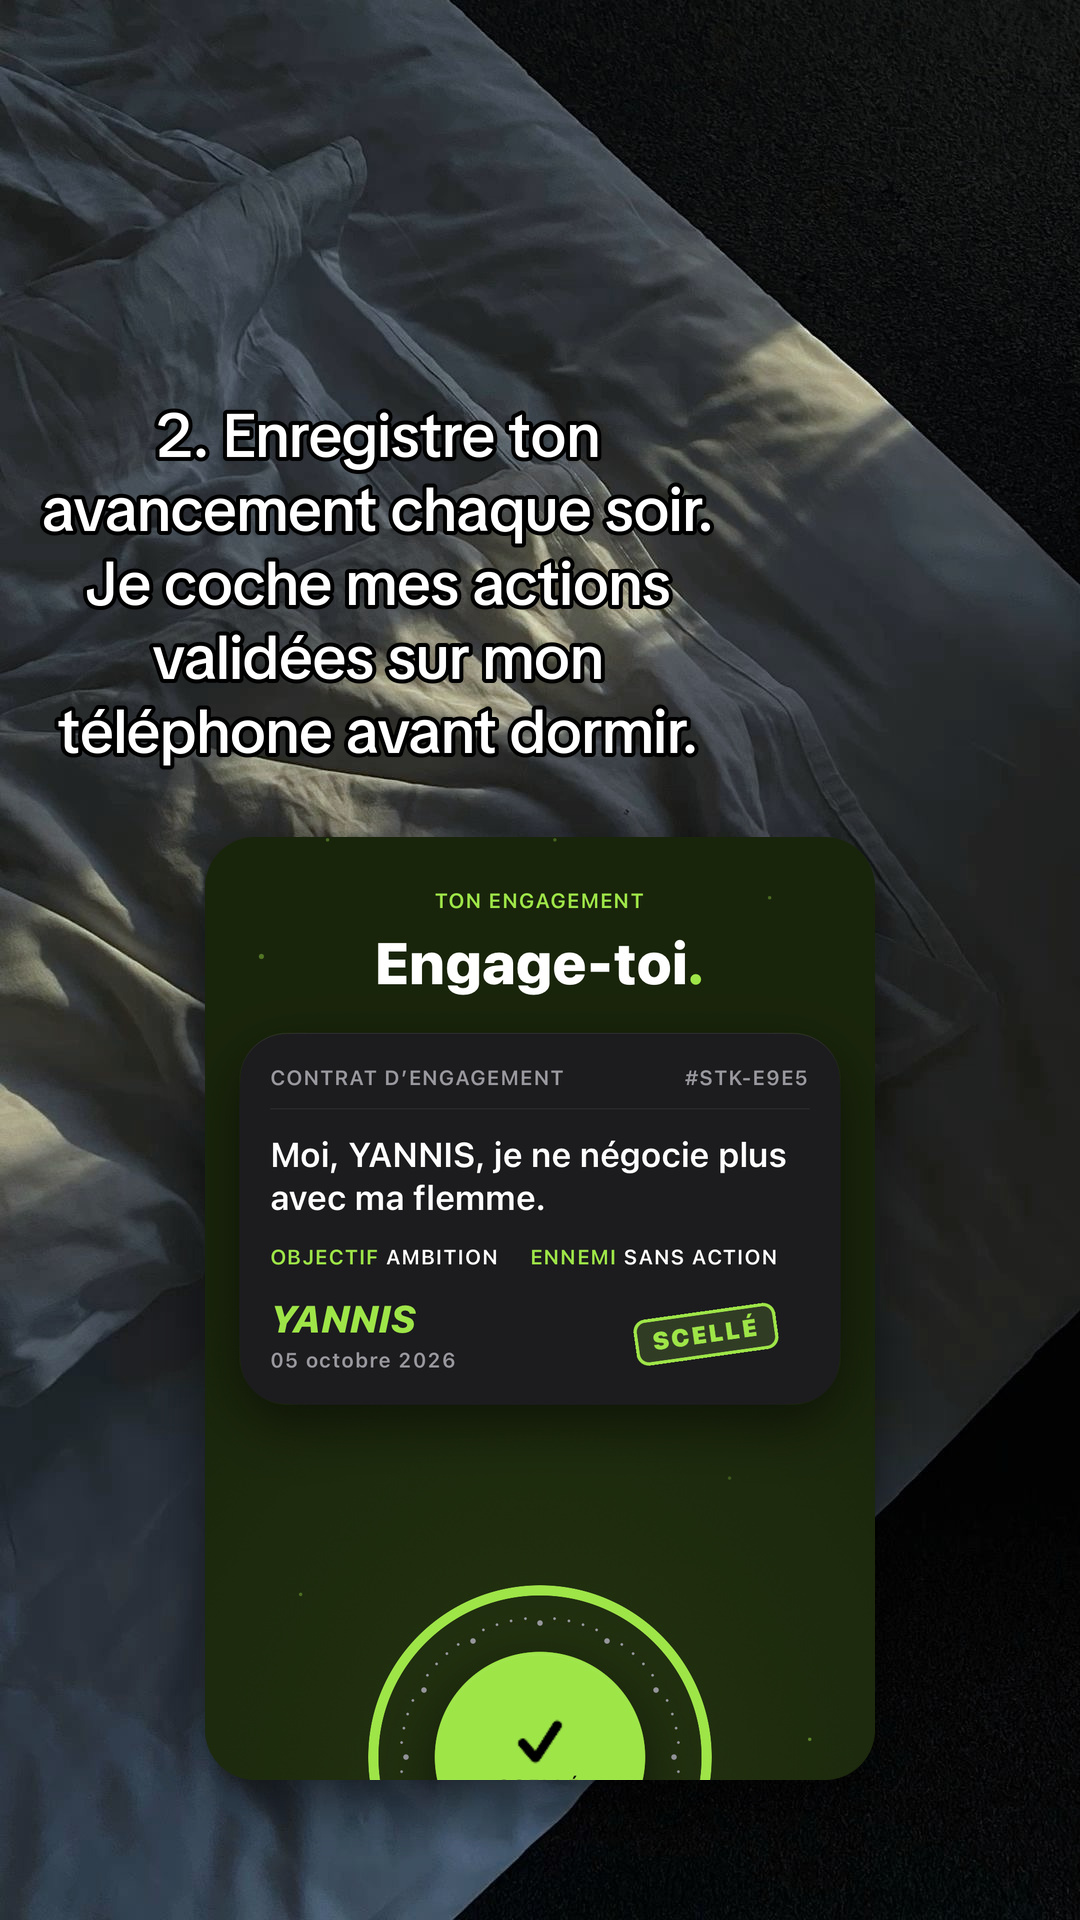 2. Enregistre ton
avancement chaque soir.
Je coche mes actions
validées sur mon
téléphone avant dormir.
TON ENGAGEMENT
Engage-toi.
CONTRAT D’ENGAGEMENT #STK-E9E5
Moi, YANNIS, je ne négocie plus
avec ma flemme.
OBJECTIF AMBITION ENNEMI SANS ACTION
YANNIS
SCELLÉ
05 octobre 2026